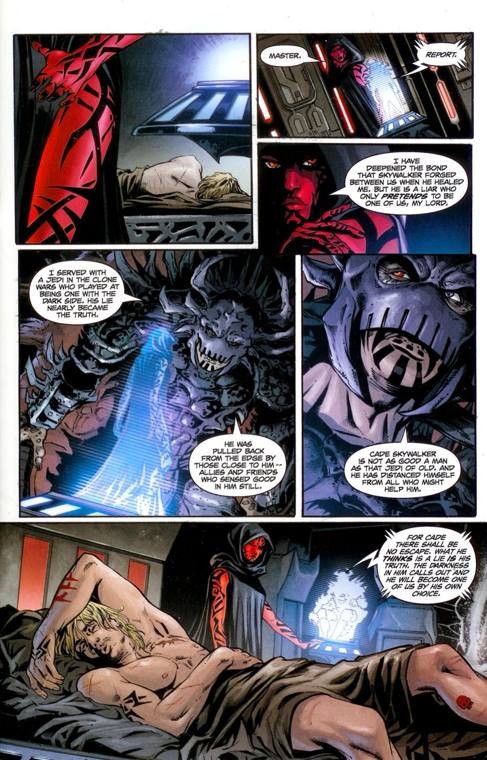 MASTER.
REPORT.
I HAVE
DEEPENED THE BOND
THAT SKYWALKER FORGED
BETWEEN US WHEN HE HEALED
ME. BUT HE IS A LIAR WHO
ONLY PRETENDS TO BE
ONE OF US, MY LORD.
I SERVED WITH
A JEDI IN THE CLONE
WARS WHO PLAYED AT
BEING ONE WITH THE
DARK SIDE. HIS LIE
NEARLY BECAME
THE TRUTH.
HE WAS
PULLED BACK
FROM THE EDGE BY
THOSE CLOSE TO HIM --
ALLIES AND FRIENDS
WHO SENSED GOOD
IN HIM STILL.
CADE SKYWALKER
IS NOT AS GOOD A MAN
AS THAT JEDI OF OLD. AND
HE HAS DISTANCED HIMSELF
FROM ALL WHO MIGHT
HELP HIM.
FOR CADE
THERE SHALL BE
NO ESCAPE. WHAT HE
THINKS IS A LIE IS HIS
TRUTH. THE DARKNESS
IN HIM CALLS OUT AND
HE WILL BECOME ONE
OF US BY HIS OWN
CHOICE.